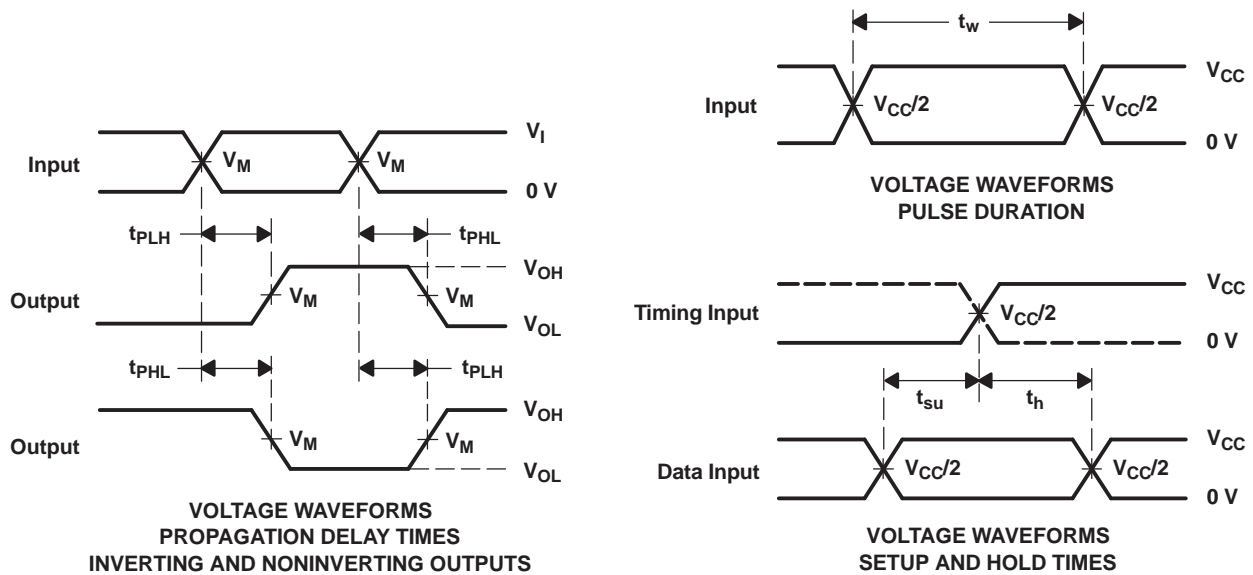 Input
V_M
V_M
V_I
0 V
t_PLH
t_PHL
Output
V_M
V_M
V_OH
V_OL
t_PHL
t_PLH
Output
V_M
V_M
V_OH
V_OL
VOLTAGE WAVEFORMS
PROPAGATION DELAY TIMES
INVERTING AND NONINVERTING OUTPUTS
t_w
Input
V_CC/2
V_CC/2
V_CC
0 V
VOLTAGE WAVEFORMS
PULSE DURATION
Timing Input
V_CC/2
V_CC
0 V
t_su
t_h
Data Input
V_CC/2
V_CC/2
V_CC
0 V
VOLTAGE WAVEFORMS
SETUP AND HOLD TIMES